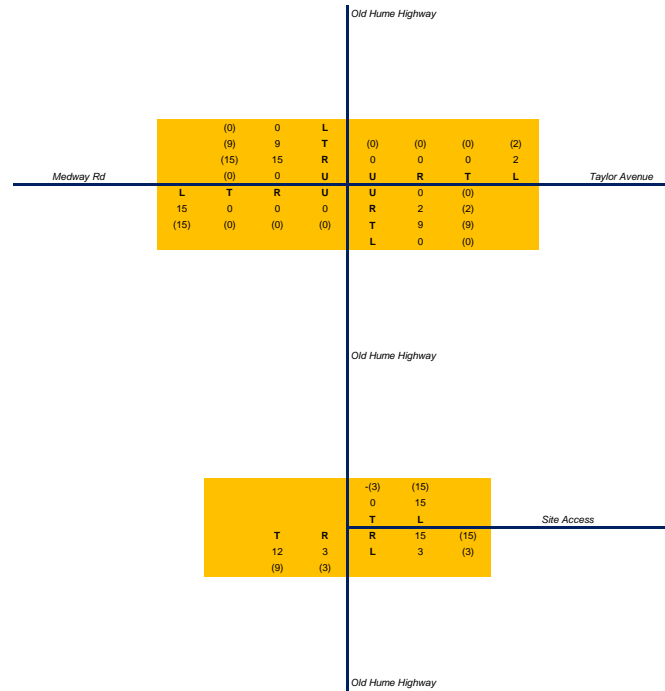 Old Hume Highway
(0) 0 L
(9) 9 T (0) (0) (0) (2)
(15) 15 R 0 0 0 2
Medway Rd (0) 0 U U R T L Taylor Avenue
L T R U U 0 (0)
15 0 0 0 R 2 (2)
(15) (0) (0) (0) T 9 (9)
L 0 (0)
Old Hume Highway
-(3) (15)
0 15
T L
Site Access
T R R 15 (15)
12 3 L 3 (3)
(9) (3)
Old Hume Highway